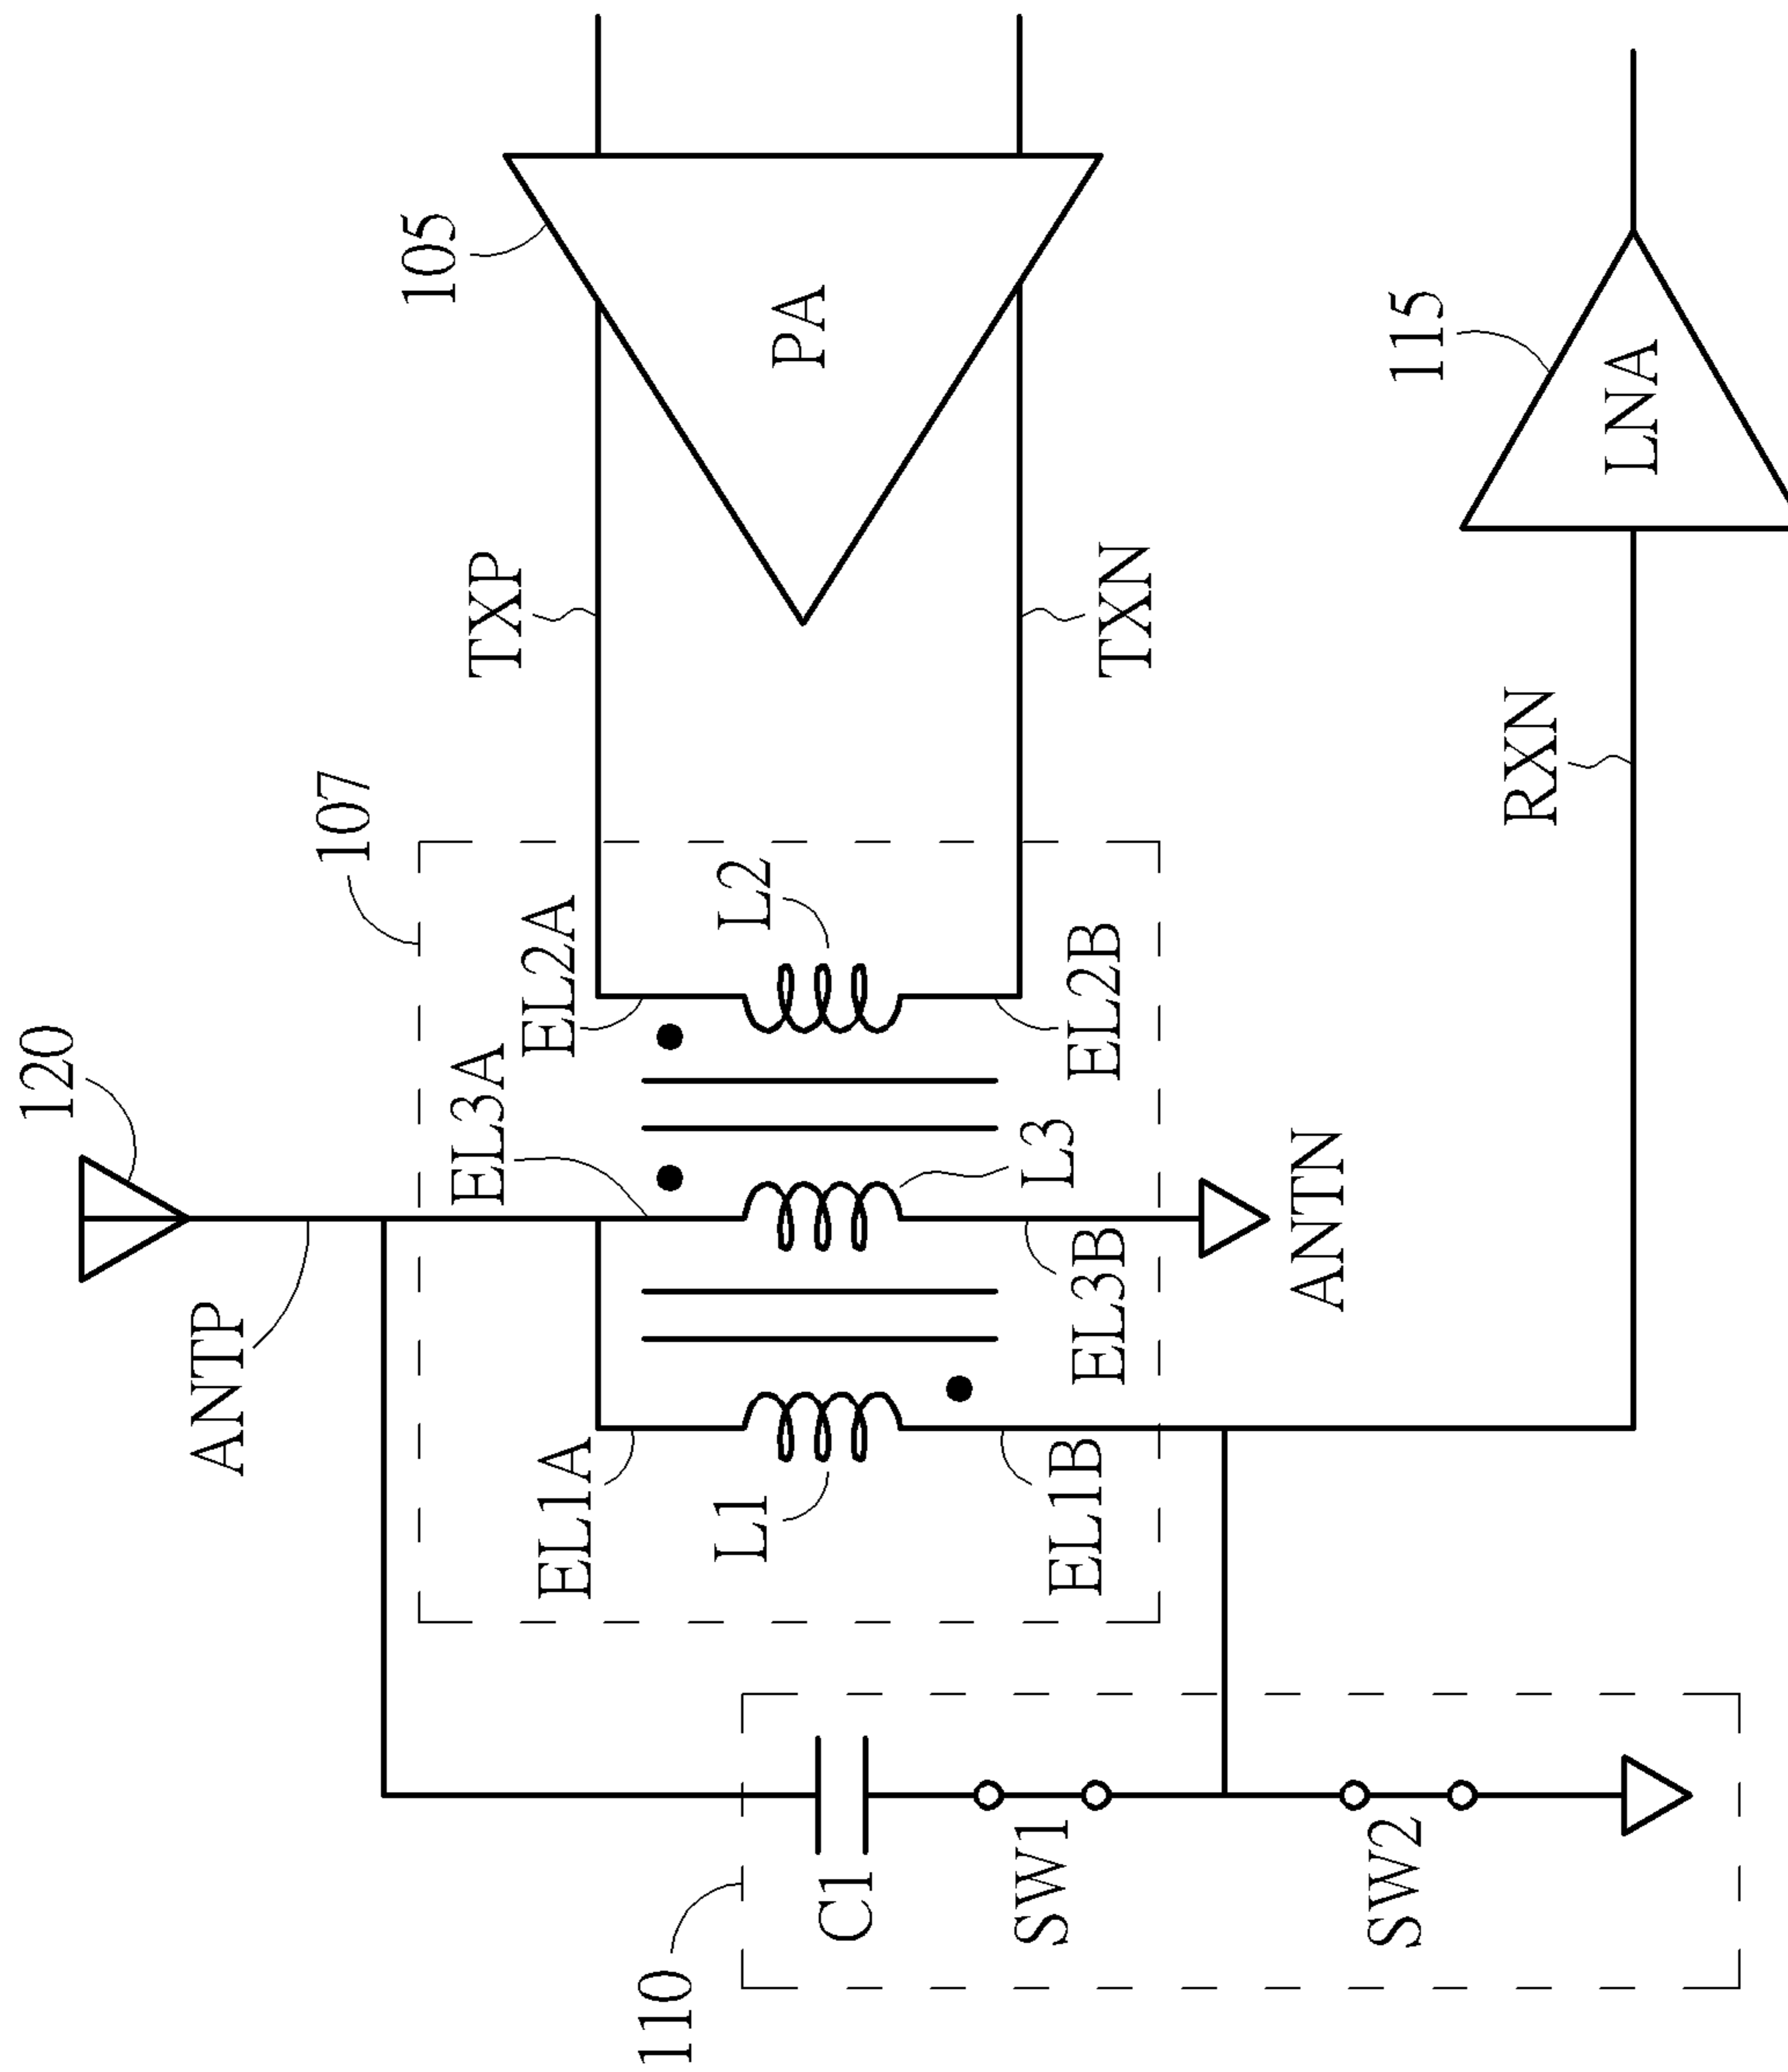 120
ANTP
107
105
EL3A
EL2A
TXP
EL1A
L1
L2
PA
L3
EL1B
EL3B
EL2B
TXN
ANTN
110
C1
SW1
SW2
RXN
115
LNA